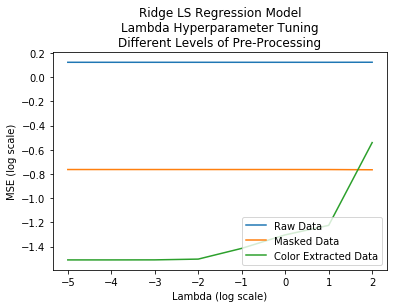 Ridge LS Regression Model
Lambda Hyperparameter Tuning
Different Levels of Pre-Processing
0.2
0.0
−0.2
−0.4
−0.6
−0.8
−1.0
−1.2
−1.4
MSE (log scale)
Raw Data
Masked Data
Color Extracted Data
−5
−4
−3
−2
−1
0
1
2
Lambda (log scale)